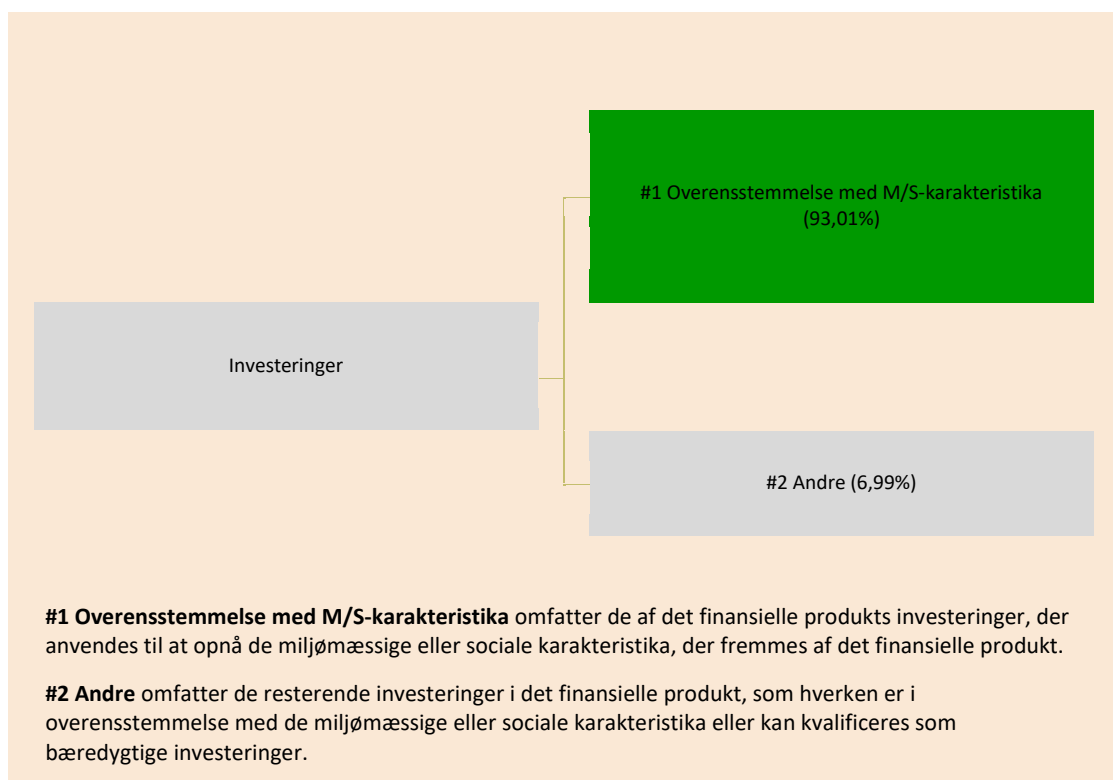 #1 Overensstemmelse med M/S-karakteristika
(93,01%)
Investeringer
#2 Andre (6,99%)
#1 Overensstemmelse med M/S-karakteristika omfatter de af det finansielle produkts investeringer, der
anvendes til at opnå de miljømæssige eller sociale karakteristika, der fremmes af det finansielle produkt.
#2 Andre omfatter de resterende investeringer i det finansielle produkt, som hverken er i
overensstemmelse med de miljømæssige eller sociale karakteristika eller kan kvalificeres som
bæredygtige investeringer.